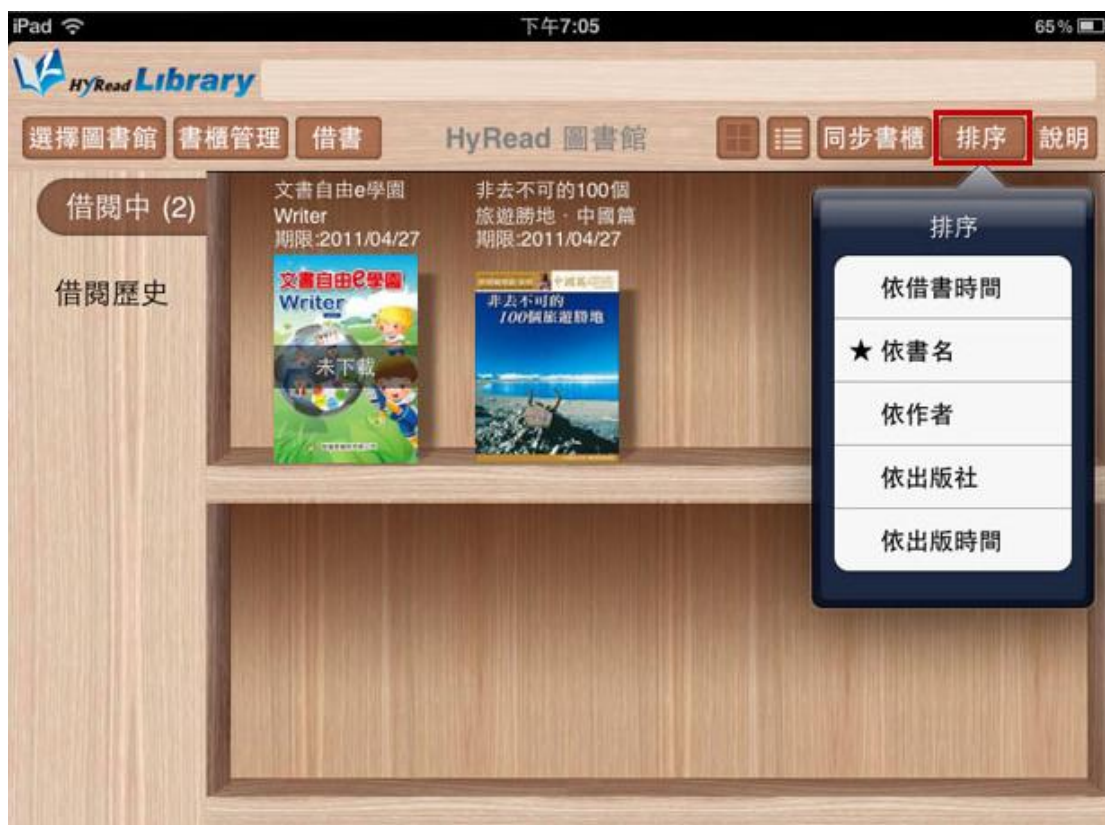 iPad
下午7:05
65%
HyRead Library
選擇圖書館
書櫃管理
借書
HyRead 圖書館
同步書櫃
排序
說明
借閱中 (2)
借閱歷史
文書自由e學園
Writer
期限:2011/04/27
非去不可的100個
旅遊勝地‧中國篇
期限:2011/04/27
文書自由e學園
Writer
未下載
中國篇
非去不可的
100個旅遊勝地
排序
依借書時間
★ 依書名
依作者
依出版社
依出版時間